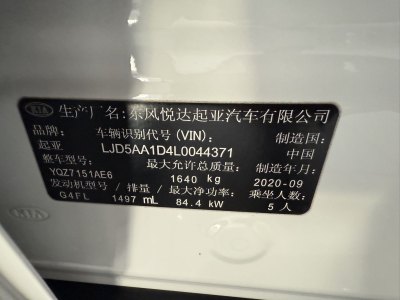 KIA 生产厂名:东风悦达起亚汽车有限公司
品牌: 车辆识别代号(VIN): 制造国:
起亚 LJD5AA1D4L0044371 中国
整车型号: 最大允许总质量: 制造年月:
YQZ7151AE6 1640 kg 2020-09
发动机型号/排量/最大净功率: 乘坐人数:
G4FL 1497 mL 84.4 kW 5人